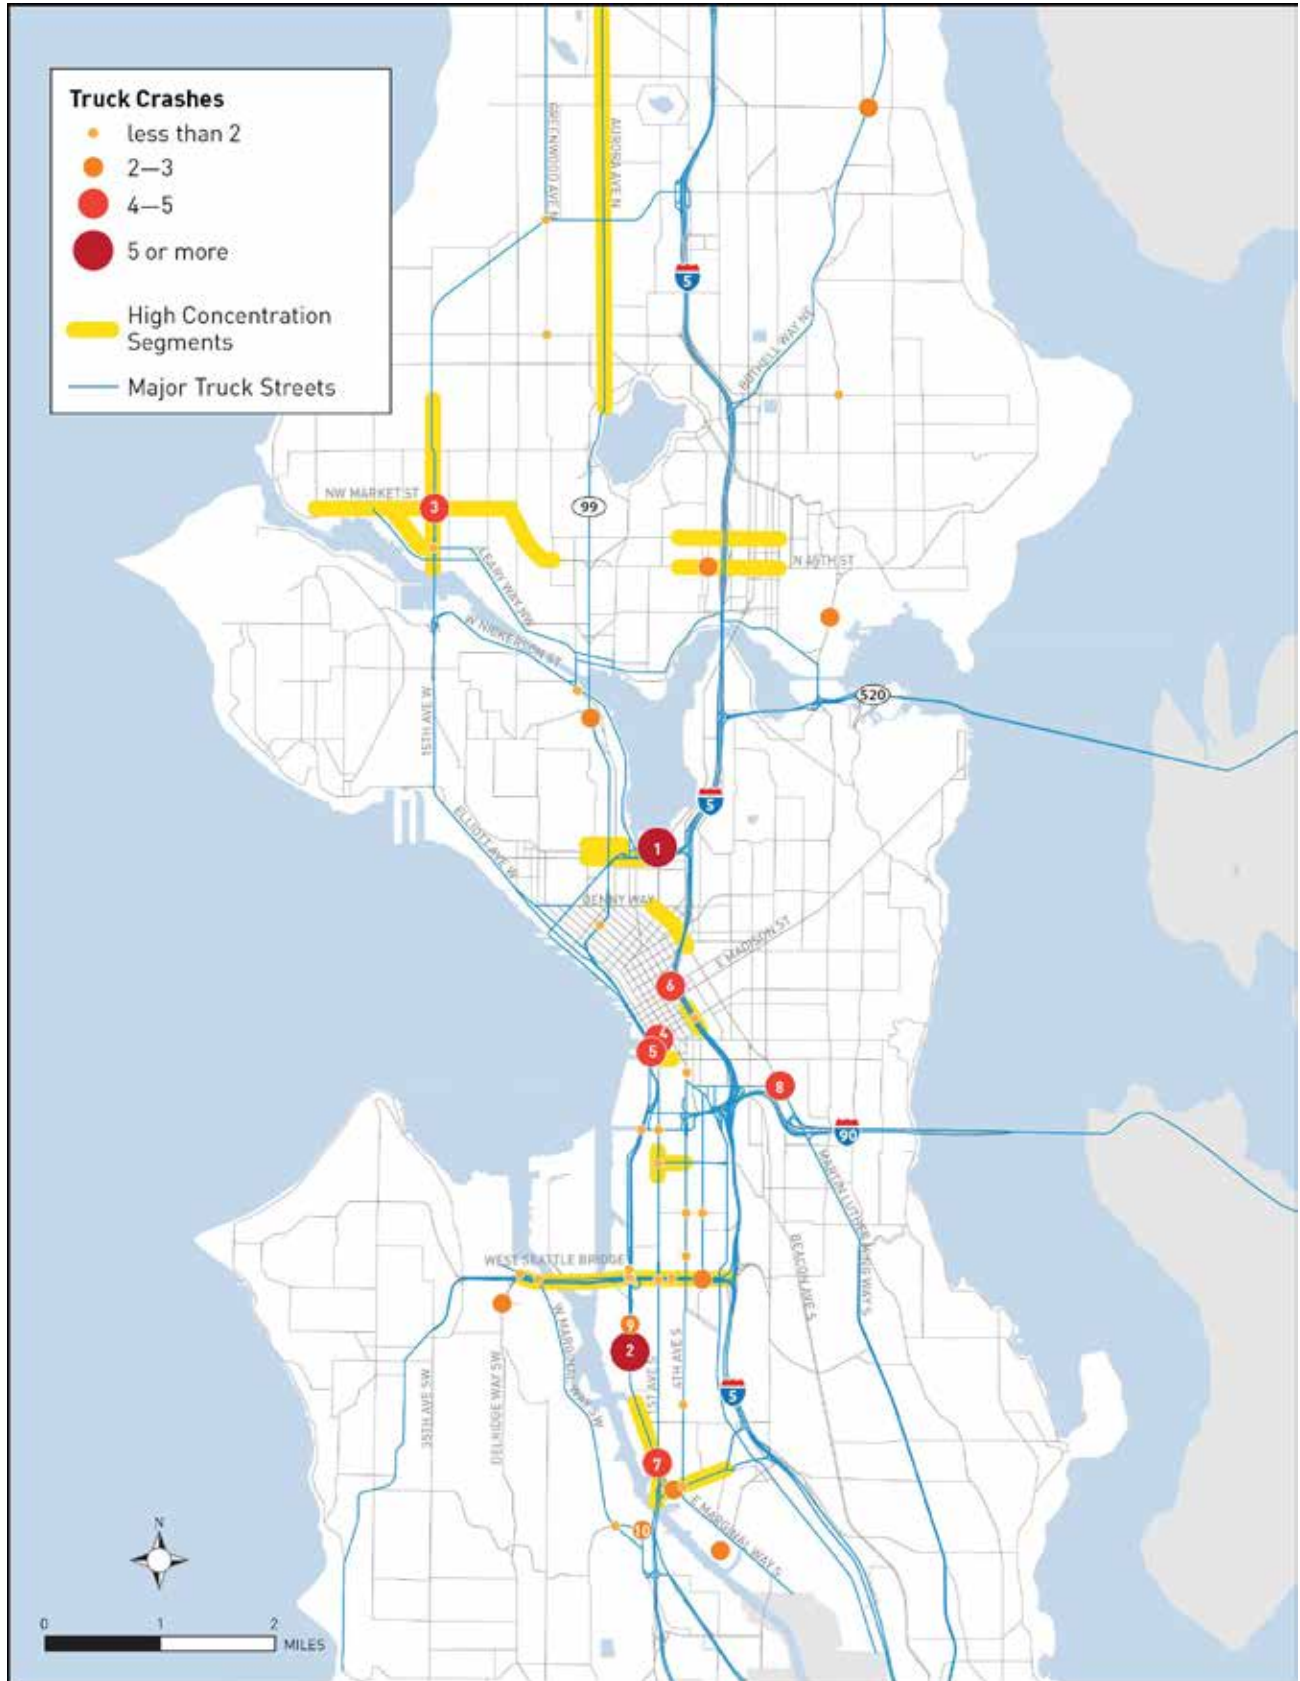 Truck Crashes
less than 2
2—3
4—5
5 or more
High Concentration
Segments
Major Truck Streets
GREENWOOD AVE N
AURORA AVE N
5
BOTHELL WAY NE
NW MARKET ST
3
99
N 45TH ST
LEARY WAY NW
W NICKERSON ST
520
15TH AVE W
5
ELLIOTT AVE W
1
DENNY WAY
E MADISON ST
6
4
5
8
90
MARTIN LUTHER KING WAY S
BEACON AVE S
WEST SEATTLE BRIDGE
9
2
W MARGINAL WAY SW
1ST AVE S
4TH AVE S
5
35TH AVE SW
DELRIDGE WAY SW
7
E MARGINAL WAY S
10
N
0 1 2
MILES